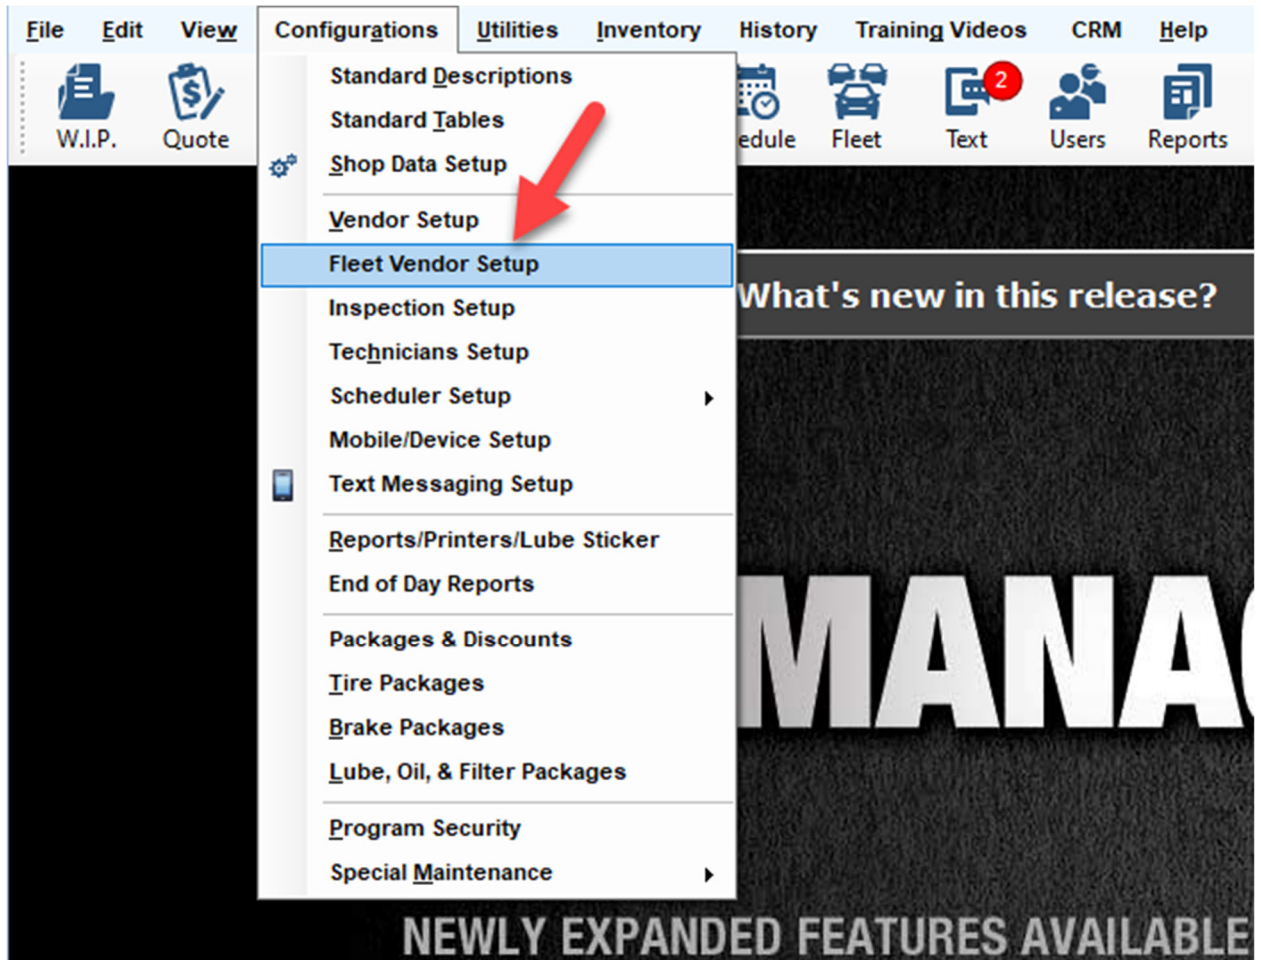 File Edit View Configurations Utilities Inventory History Training Videos CRM Help
W.I.P. Quote edule Fleet Text 2 Users Reports
Standard Descriptions
Standard Tables
Shop Data Setup
Vendor Setup
Fleet Vendor Setup
Inspection Setup
Technicians Setup
Scheduler Setup
Mobile/Device Setup
Text Messaging Setup
Reports/Printers/Lube Sticker
End of Day Reports
Packages & Discounts
Tire Packages
Brake Packages
Lube, Oil, & Filter Packages
Program Security
Special Maintenance
What's new in this release?
MANAG
NEWLY EXPANDED FEATURES AVAILABLE